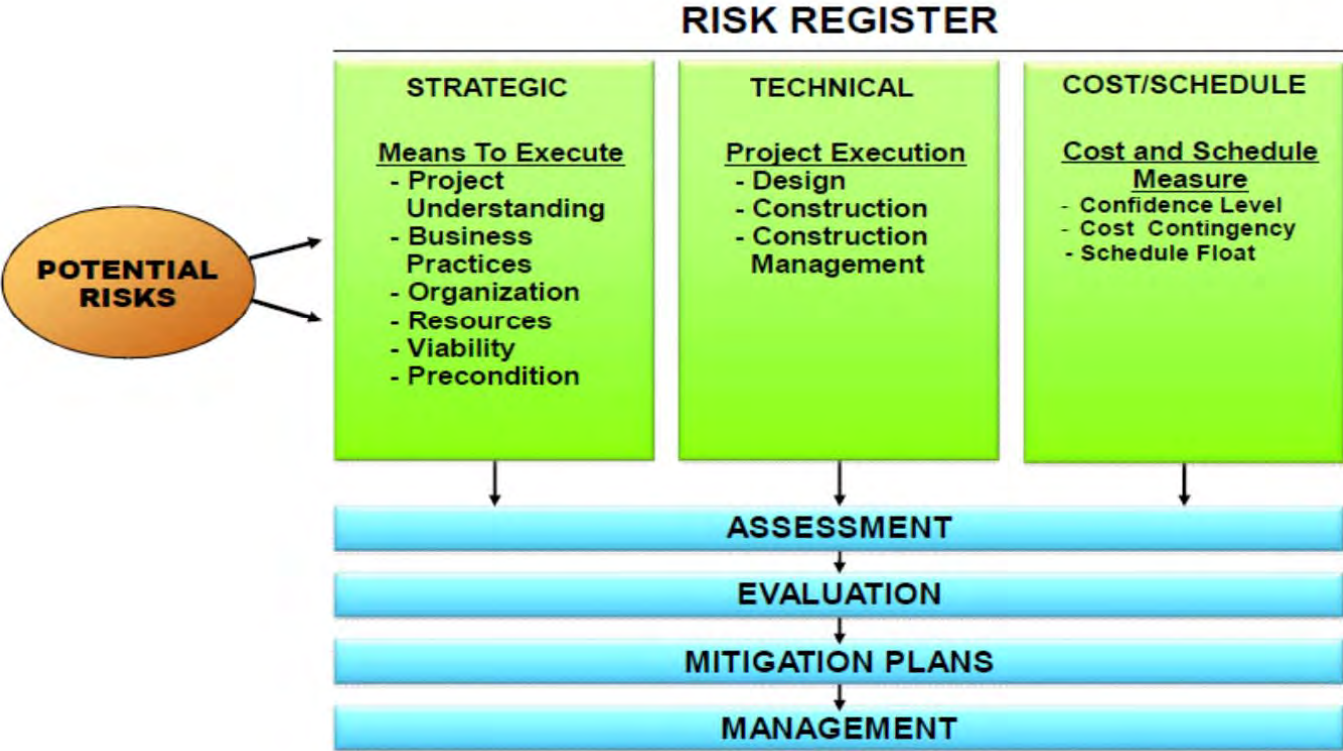 RISK REGISTER
POTENTIAL
RISKS
STRATEGIC
Means To Execute
- Project
Understanding
- Business
Practices
- Organization
- Resources
- Viability
- Precondition
TECHNICAL
Project Execution
- Design
- Construction
- Construction
Management
COST/SCHEDULE
Cost and Schedule
Measure
- Confidence Level
- Cost Contingency
- Schedule Float
ASSESSMENT
EVALUATION
MITIGATION PLANS
MANAGEMENT